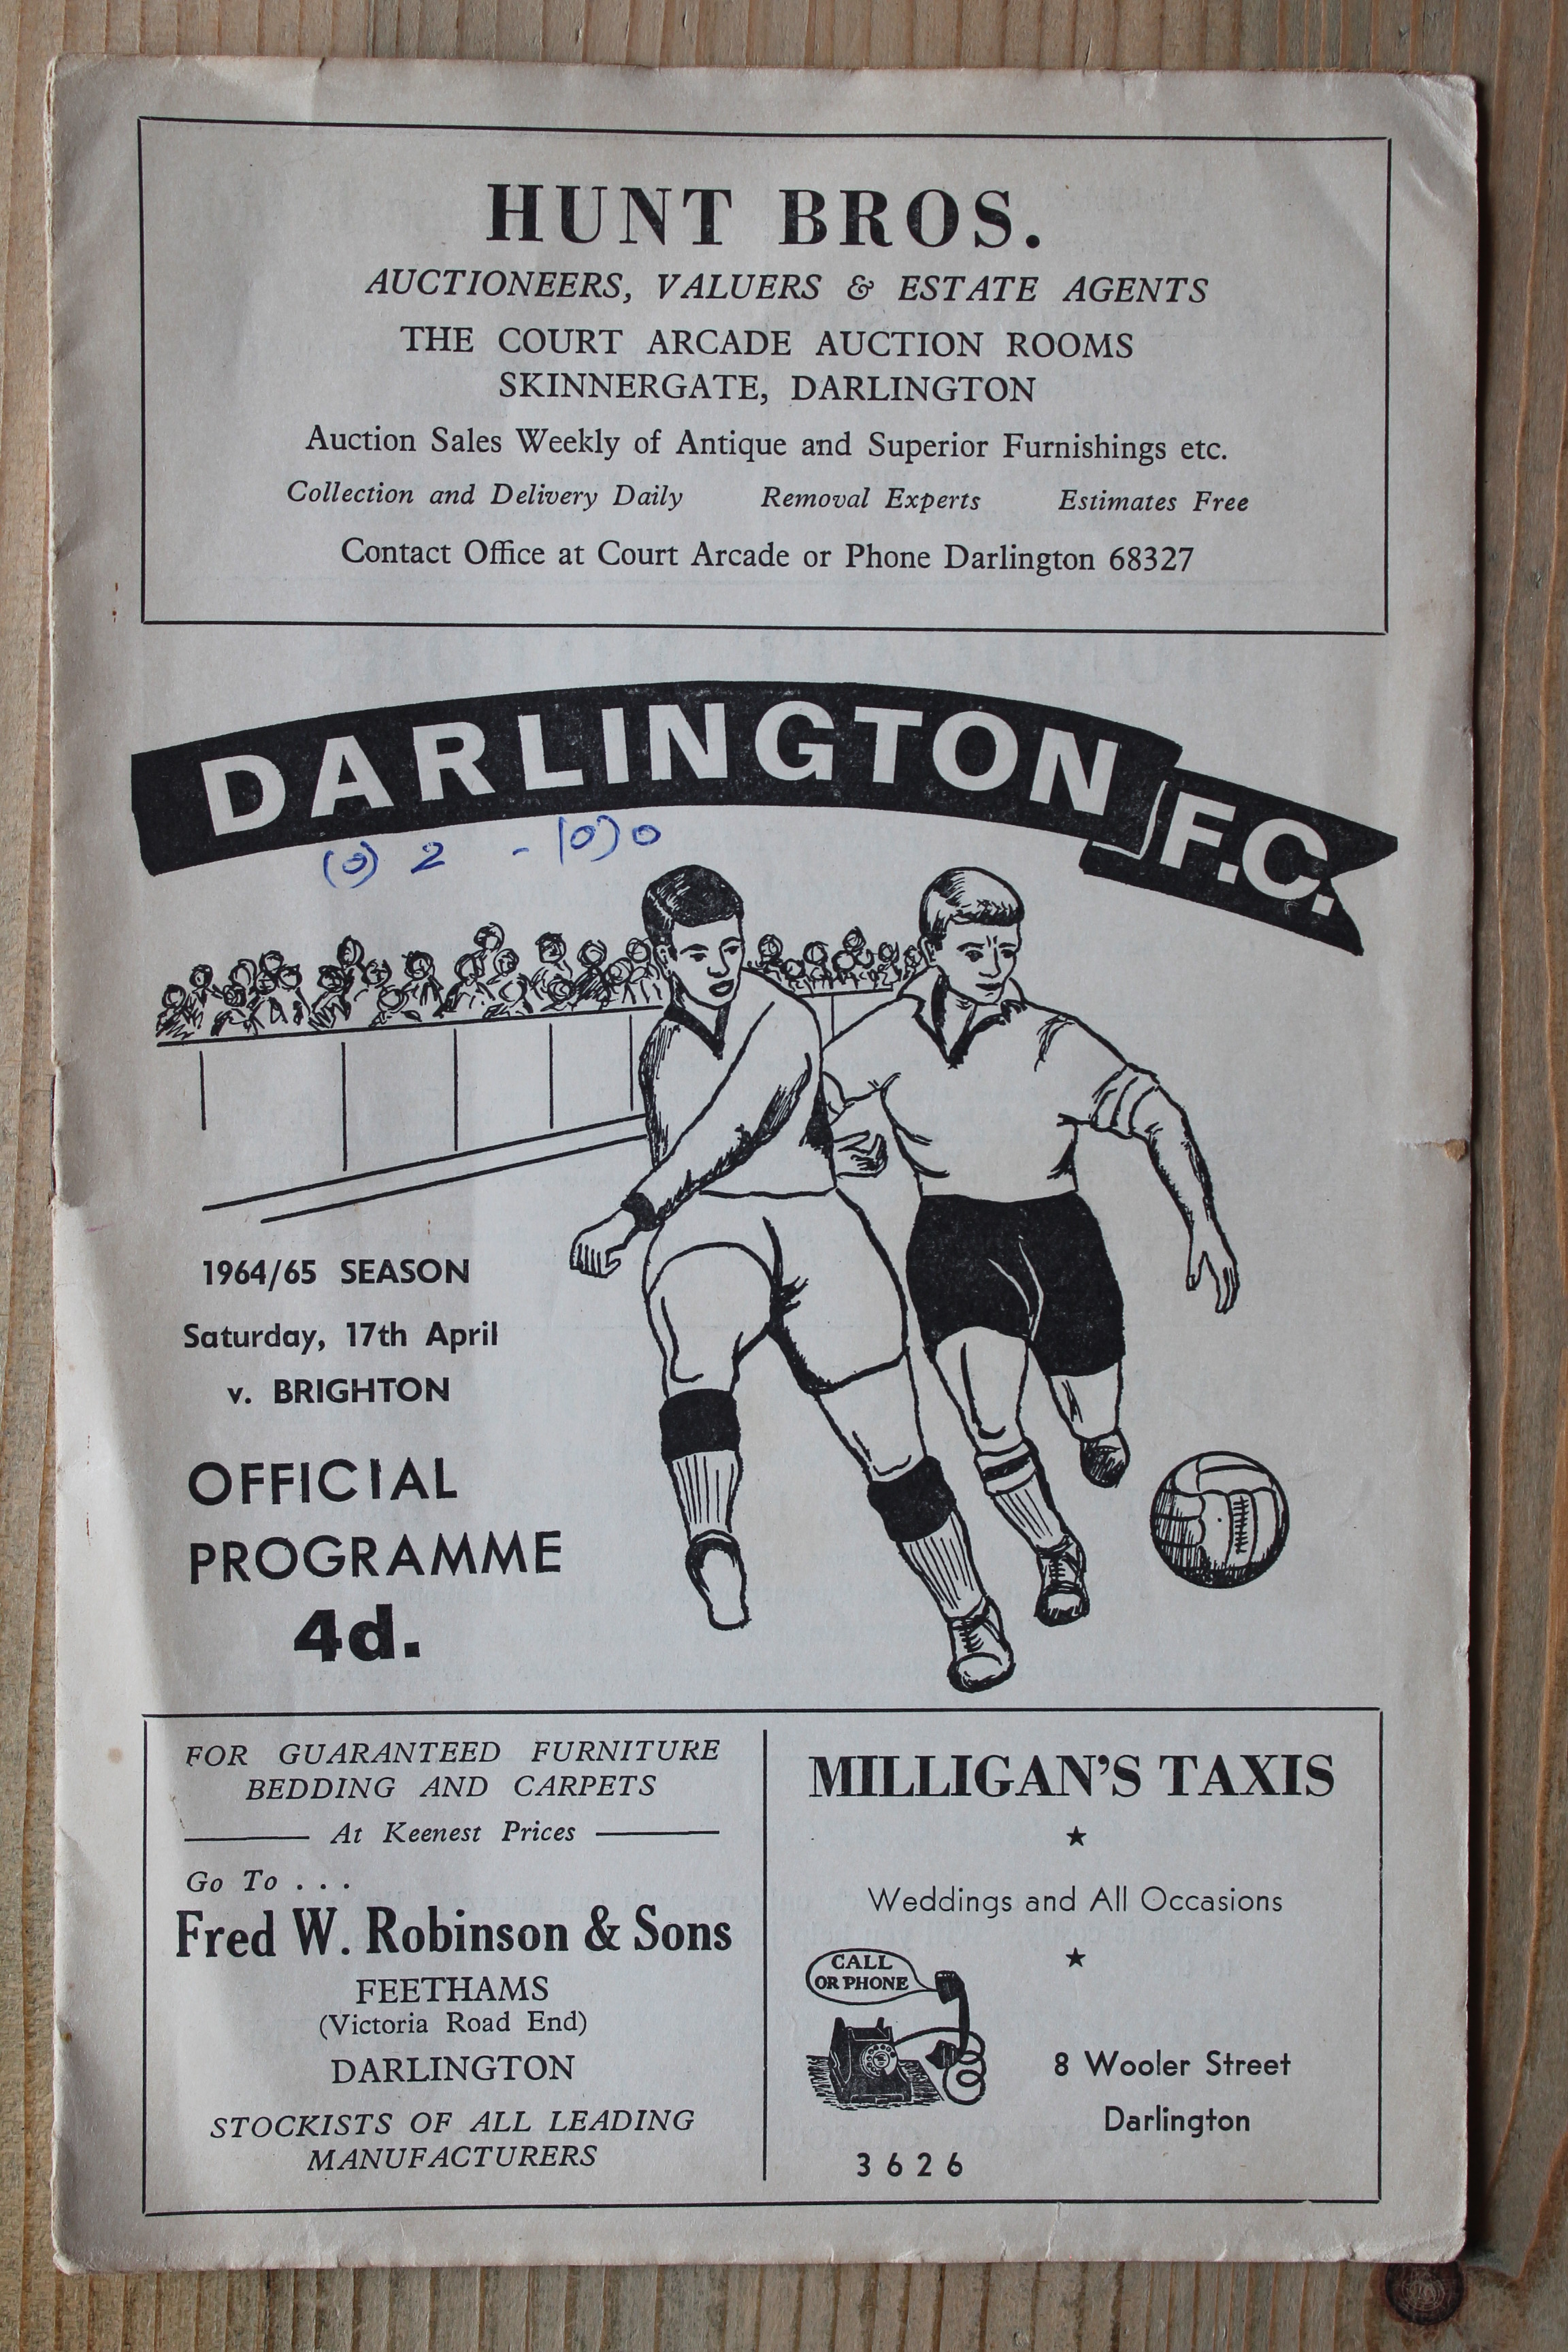 HUNT BROS.
AUCTIONEERS, VALUERS & ESTATE AGENTS
THE COURT ARCADE AUCTION ROOMS
SKINNERGATE, DARLINGTON
Auction Sales Weekly of Antique and Superior Furnishings etc.
Collection and Delivery Daily Removal Experts Estimates Free
Contact Office at Court Arcade or Phone Darlington 68327
DARLINGTON F.C.
(0) 2 - (0) 0
1964/65 SEASON
Saturday, 17th April
v. BRIGHTON
OFFICIAL
PROGRAMME
4d.
FOR GUARANTEED FURNITURE
BEDDING AND CARPETS
At Keenest Prices
Go To . . .
Fred W. Robinson & Sons
FEETHAMS
(Victoria Road End)
DARLINGTON
STOCKISTS OF ALL LEADING
MANUFACTURERS
MILLIGAN'S TAXIS
Weddings and All Occasions
CALL
OR PHONE
8 Wooler Street
Darlington
3626